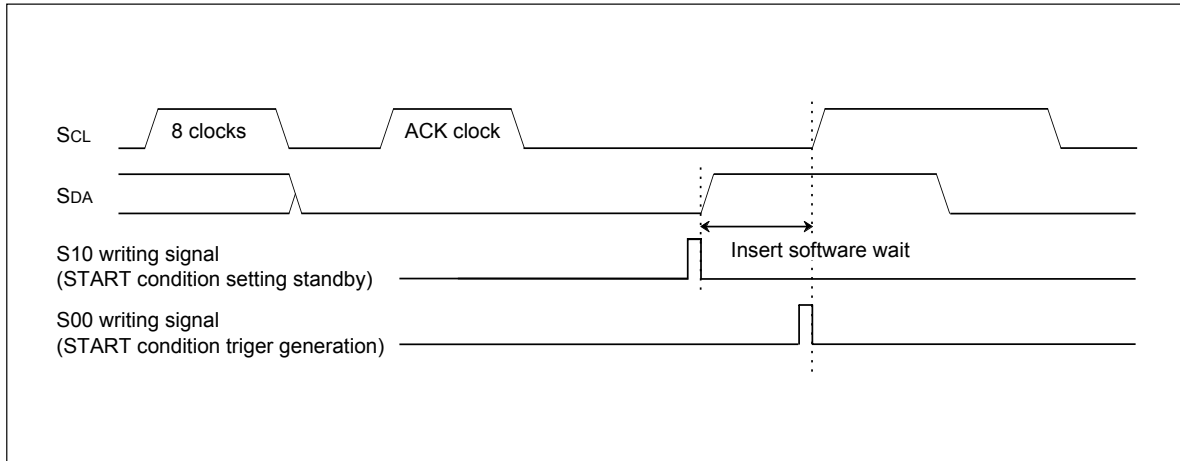 SCL
8 clocks
ACK clock
SDA
S10 writing signal
(START condition setting standby)
Insert software wait
S00 writing signal
(START condition triger generation)